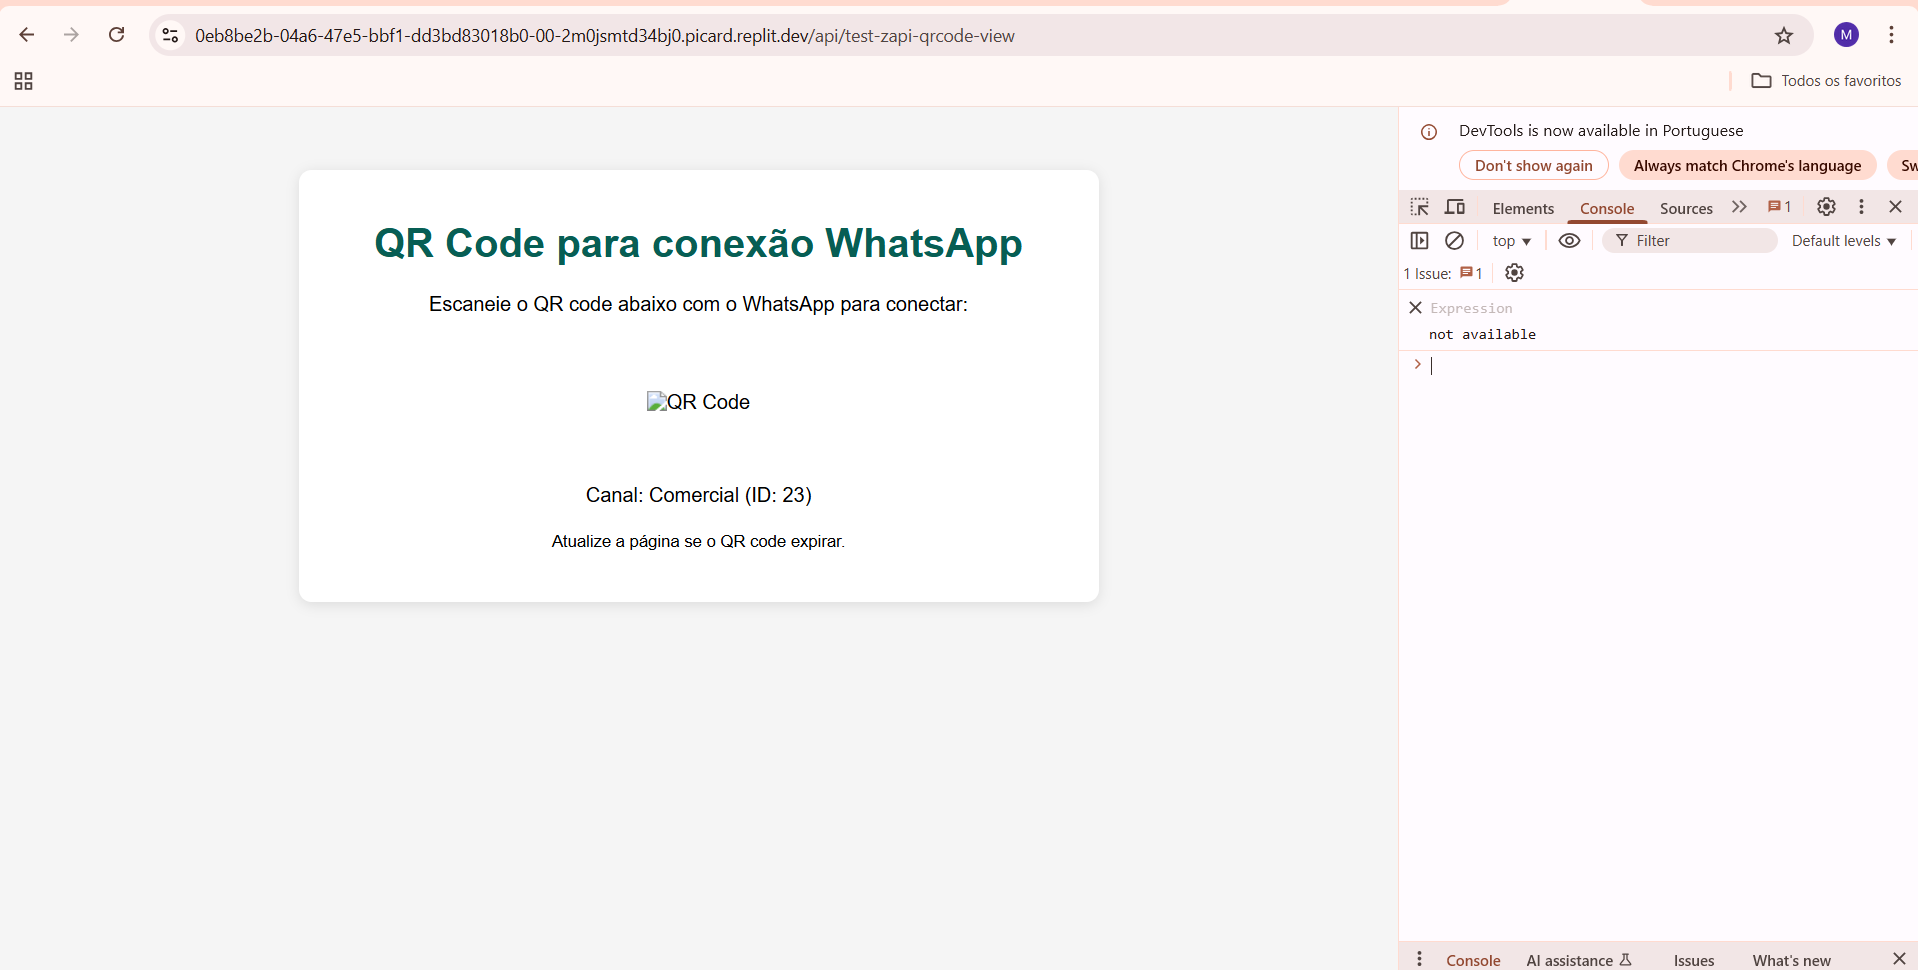 0eb8be2b-04a6-47e5-bbf1-dd3bd83018b0-00-2m0jsmtd34bj0.picard.replit.dev/api/test-zapi-qrcode-view
M
Todos os favoritos
QR Code para conexão WhatsApp
Escaneie o QR code abaixo com o WhatsApp para conectar:
QR Code
Canal: Comercial (ID: 23)
Atualize a página se o QR code expirar.
DevTools is now available in Portuguese
Don't show again Always match Chrome's language Sw
Elements Console Sources 1
top Filter Default levels
1 Issue: 1
Expression
not available
Console AI assistance Issues What's new